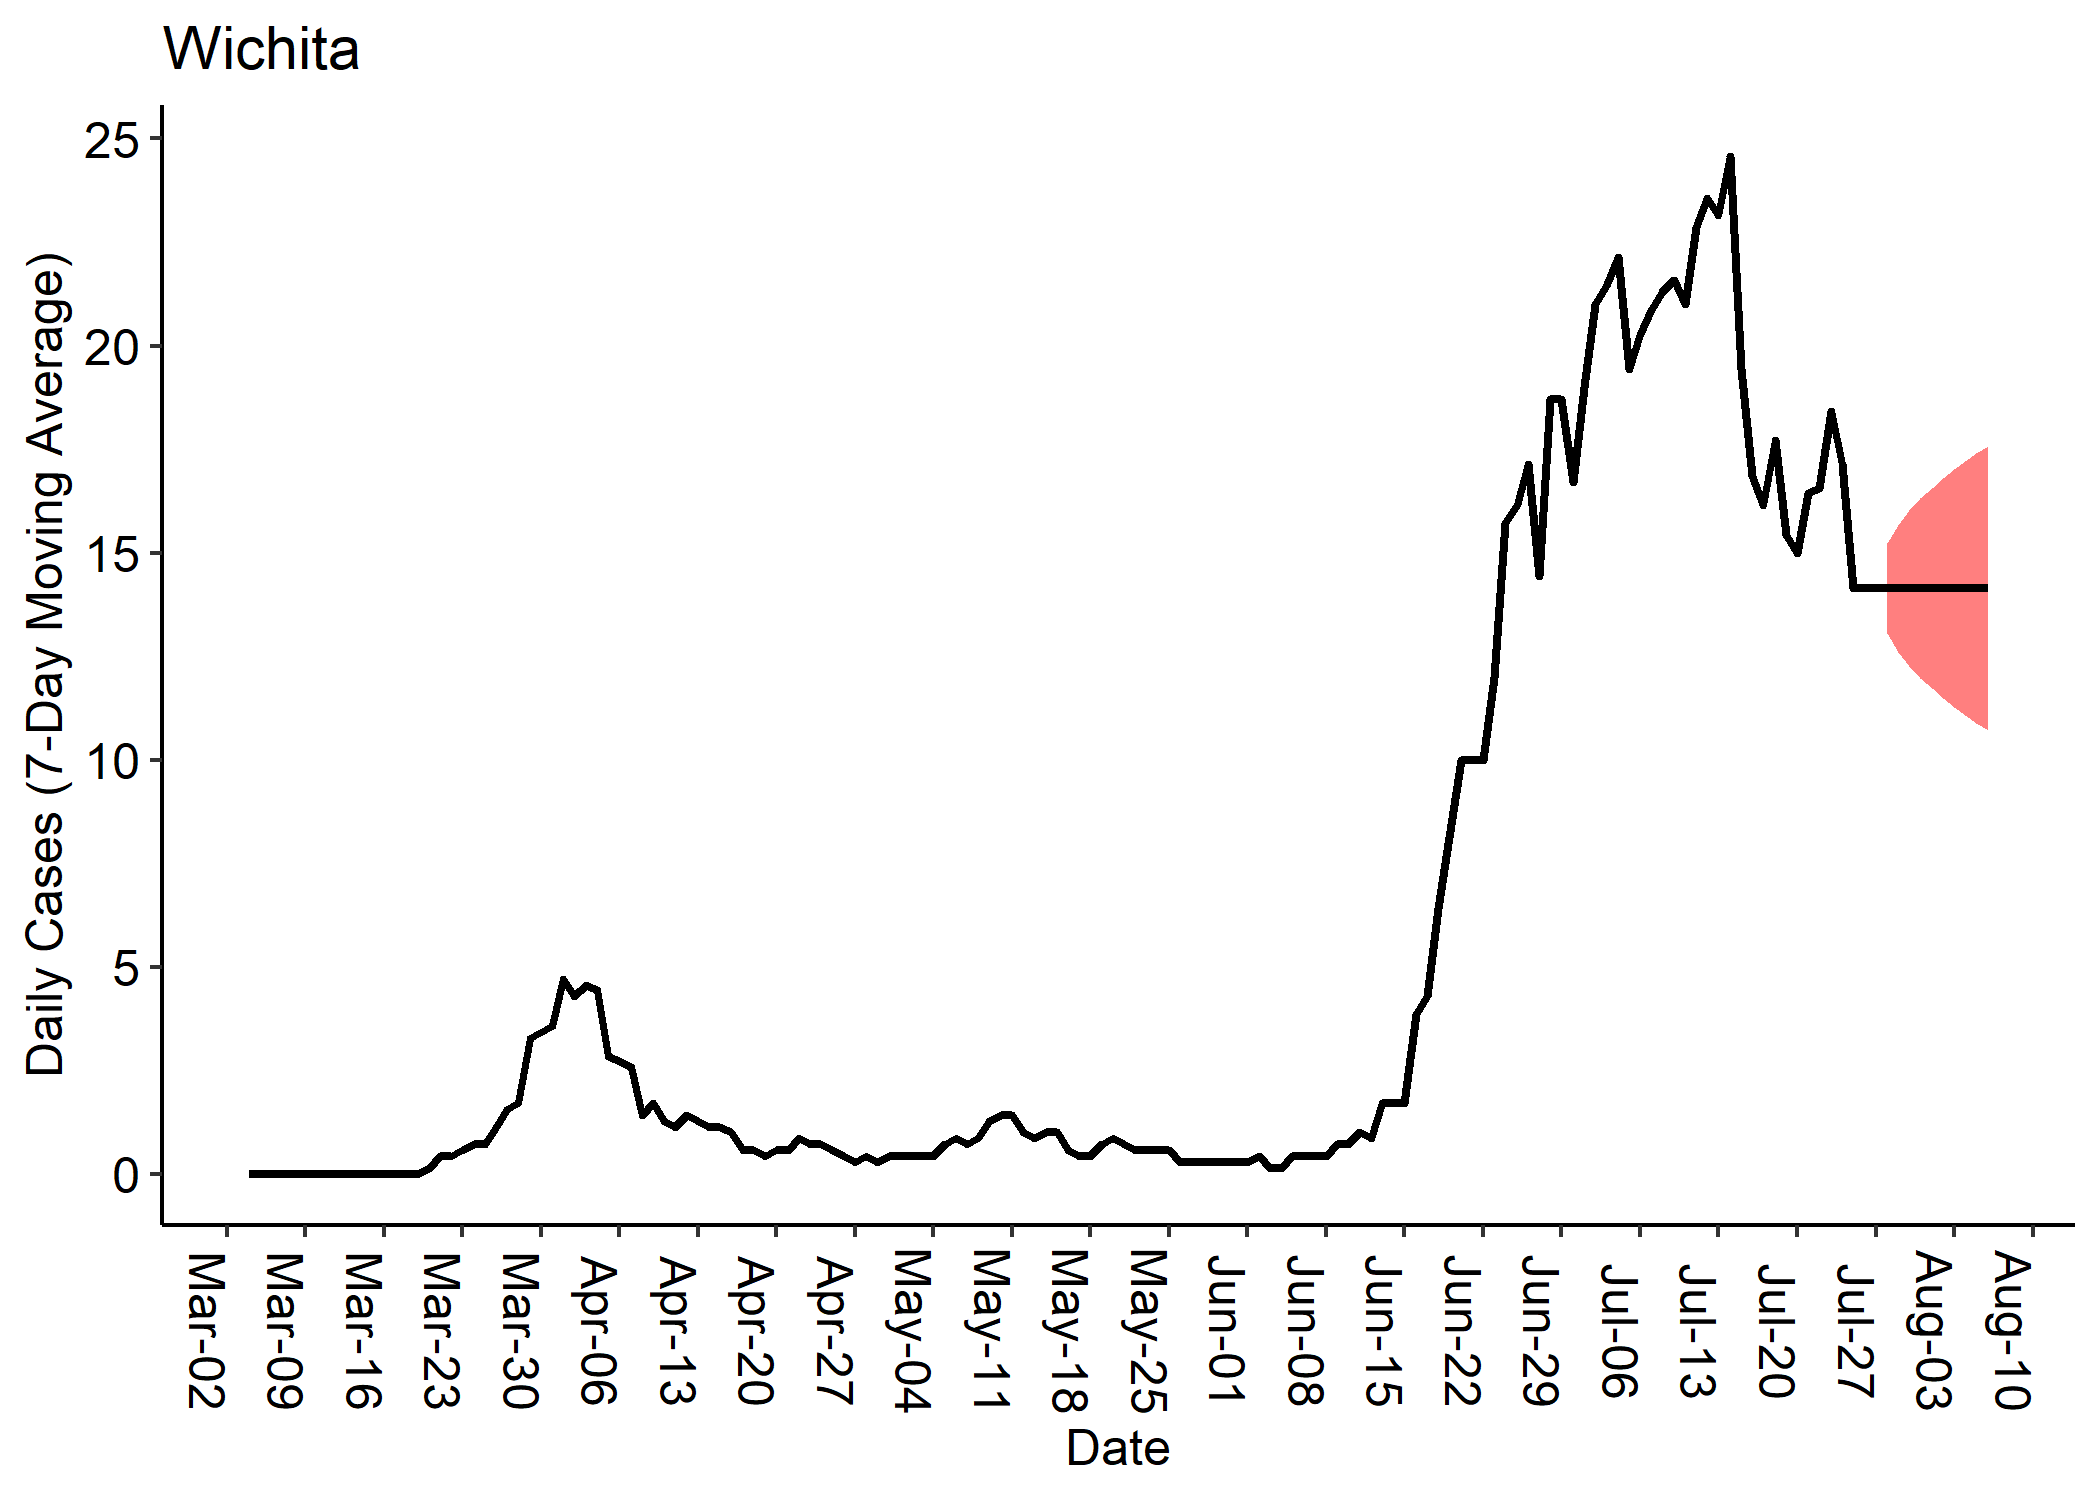 Wichita
Daily Cases (7-Day Moving Average)
25
20
15
10
5
0
Mar-02
Mar-09
Mar-16
Mar-23
Mar-30
Apr-06
Apr-13
Apr-20
Apr-27
May-04
May-11
May-18
May-25
Jun-01
Jun-08
Jun-15
Jun-22
Jun-29
Jul-06
Jul-13
Jul-20
Jul-27
Aug-03
Aug-10
Date